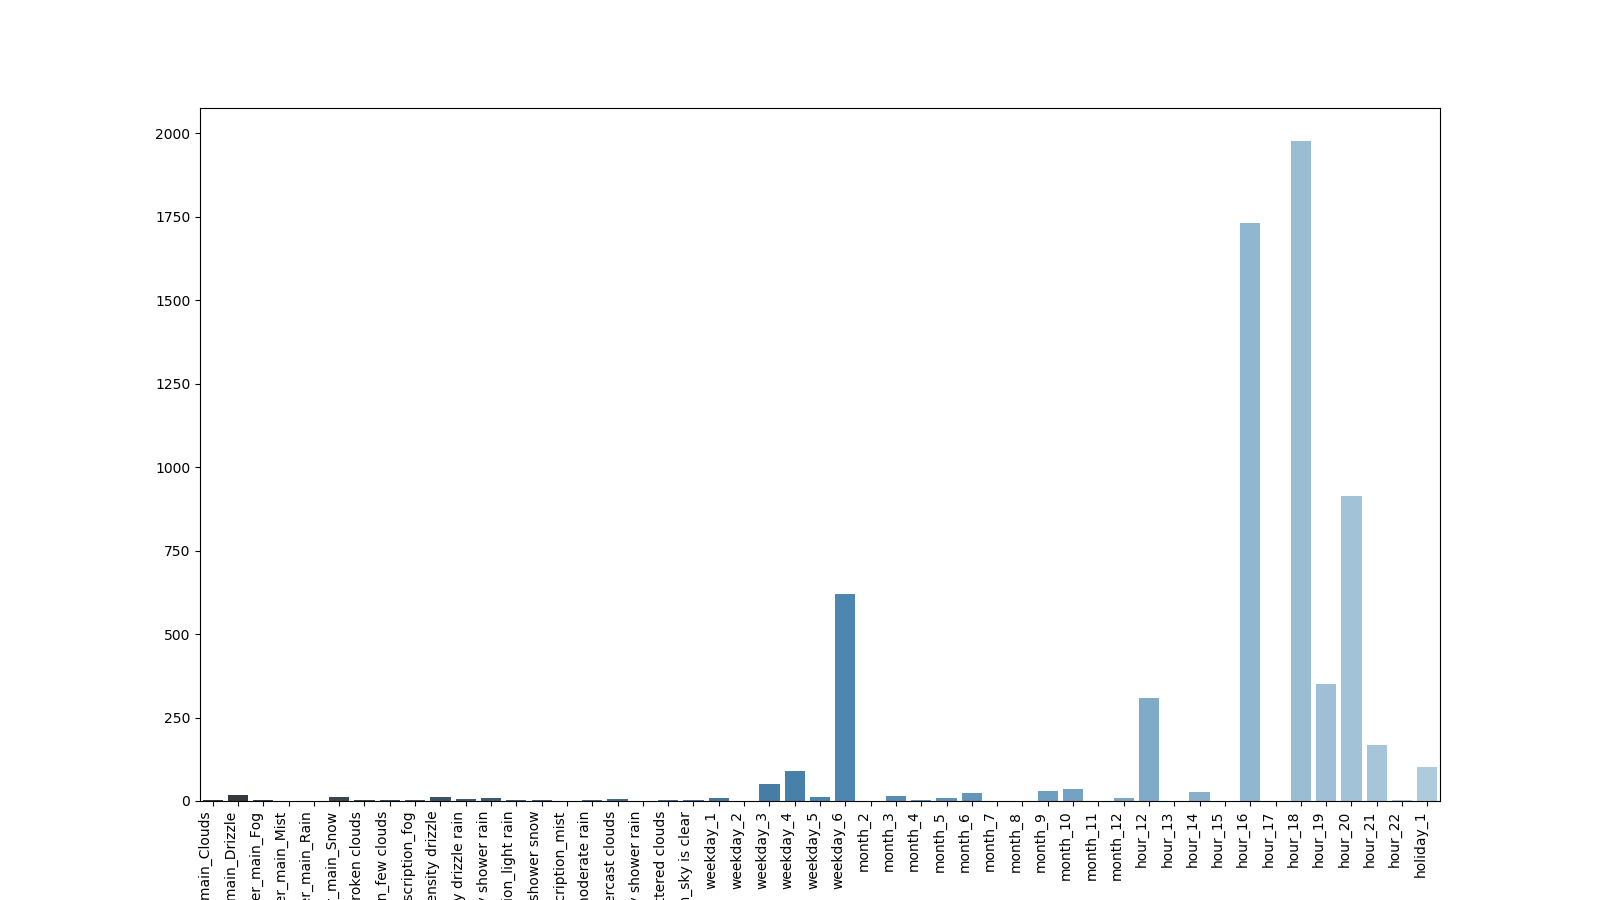 2000
1750
1500
1250
1000
750
500
250
0
main_Clouds
main_Drizzle
er_main_Fog
er_main_Mist
er_main_Rain
r_main_Snow
roken clouds
n_few clouds
scription_fog
ensity drizzle
y drizzle rain
y shower rain
ion_light rain
shower snow
cription_mist
noderate rain
ercast clouds
y shower rain
ttered clouds
n_sky is clear
weekday_1
weekday_2
weekday_3
weekday_4
weekday_5
weekday_6
month_2
month_3
month_4
month_5
month_6
month_7
month_8
month_9
month_10
month_11
month_12
hour_12
hour_13
hour_14
hour_15
hour_16
hour_17
hour_18
hour_19
hour_20
hour_21
hour_22
holiday_1